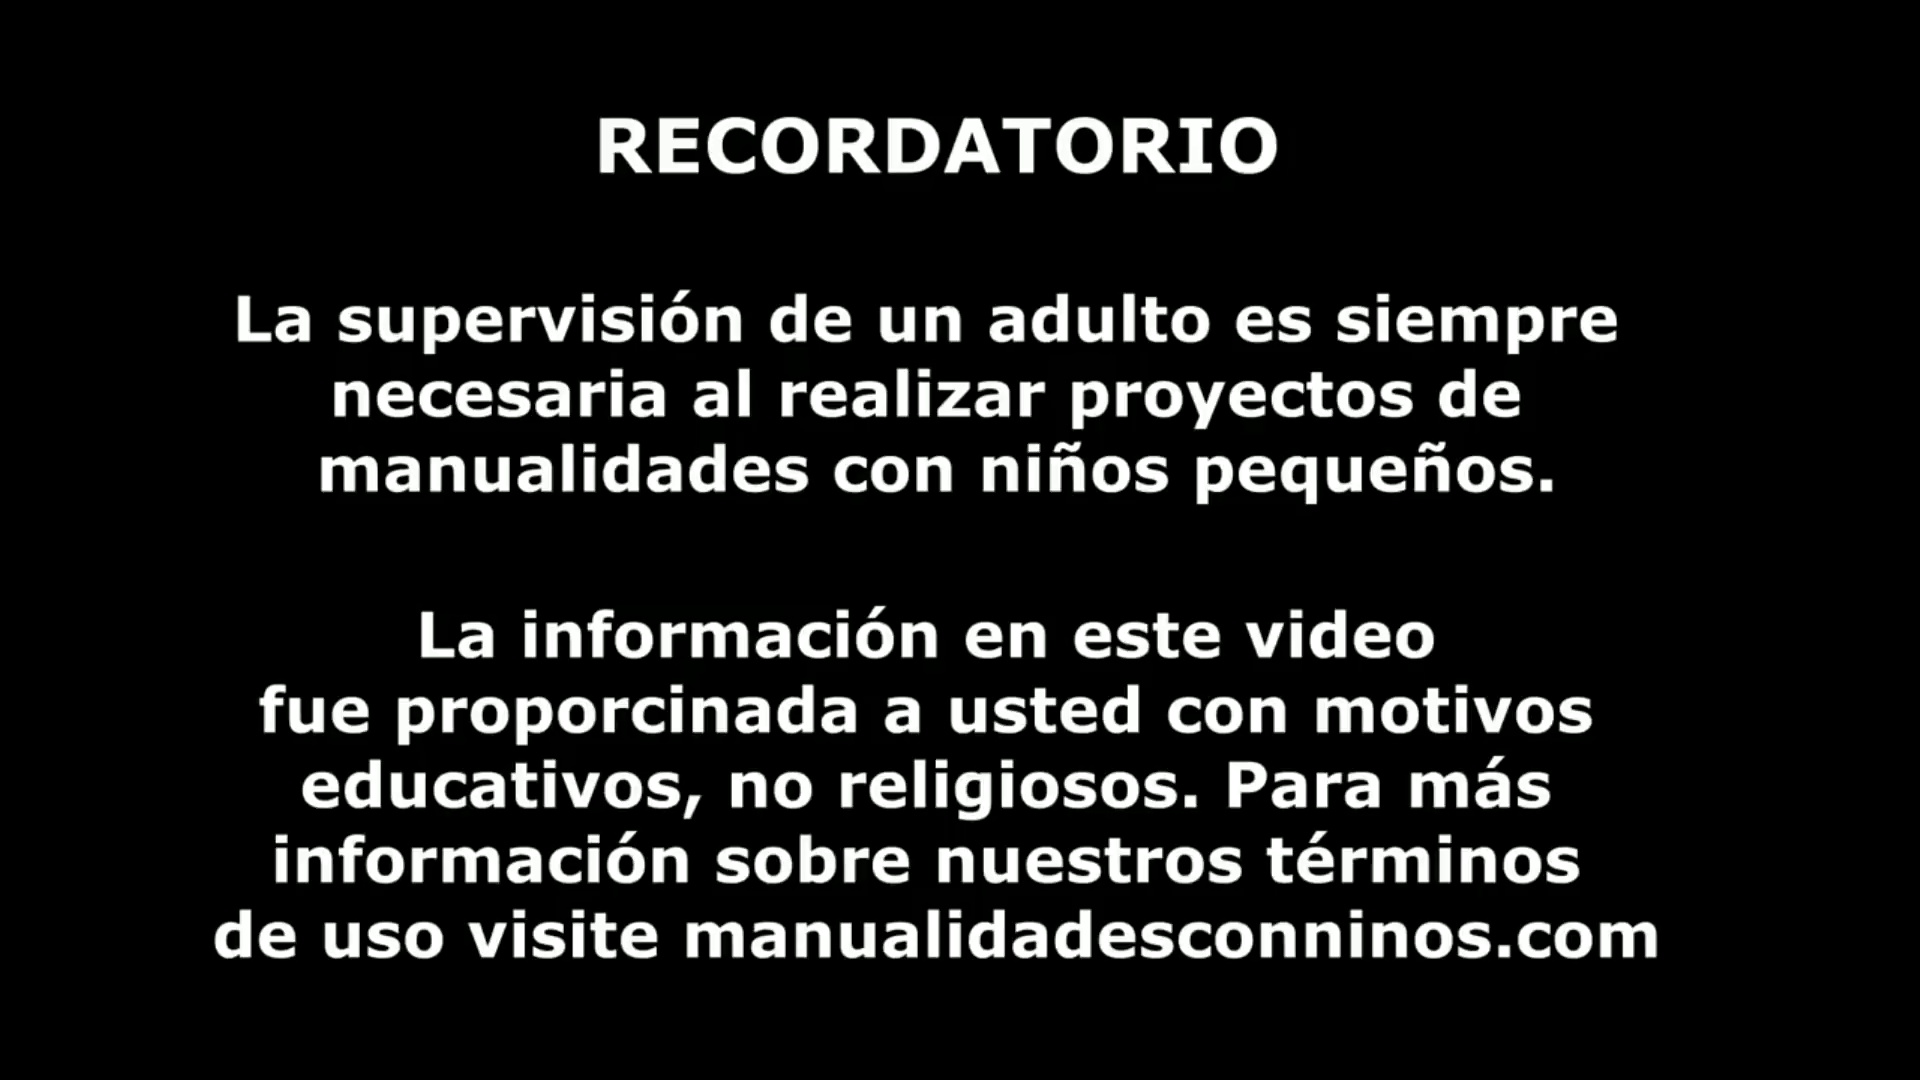 RECORDATORIO
La supervisión de un adulto es siempre
necesaria al realizar proyectos de
manualidades con niños pequeños.
La información en este video
fue proporcinada a usted con motivos
educativos, no religiosos. Para más
información sobre nuestros términos
de uso visite manualidadesconninos.com